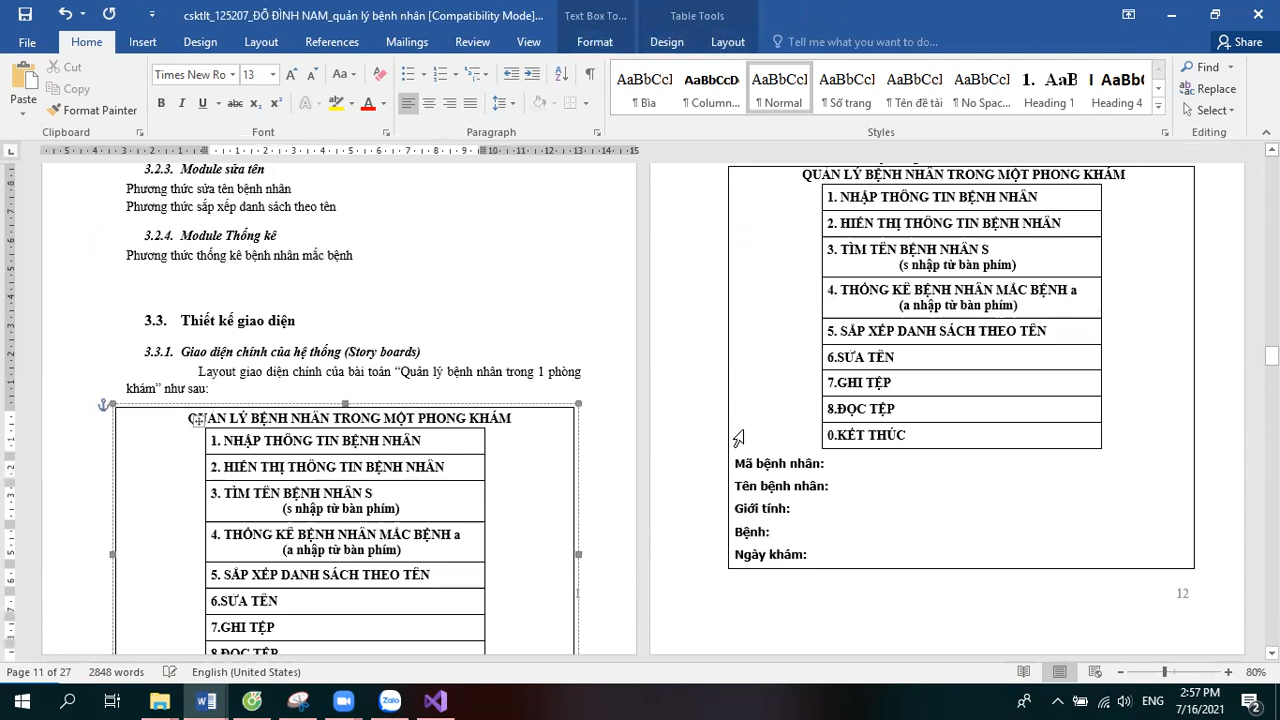 csktlt_125207_ĐỖ ĐÌNH NAM_quản lý bệnh nhân [Compatibility Mode]...
Text Box To...
Table Tools
File
Home
Insert
Design
Layout
References
Mailings
Review
View
Format
Design
Layout
Tell me what you want to do...
Share
Paste
Cut
Copy
Format Painter
Clipboard
Times New Ro
13
Font
Paragraph
AaBbCcI
¶ Bìa
AaBbCcD
¶ Column...
AaBbCcI
¶ Normal
AaBbCcI
¶ Số trang
AaBbCcI
¶ Tên đề tài
AaBbCcI
¶ No Spac...
1. AaB
Heading 1
AaBbC
Heading 4
Styles
Find
Replace
Select
Editing
3.2.3. Module sửa tên
Phương thức sửa tên bệnh nhân
Phương thức sắp xếp danh sách theo tên
3.2.4. Module Thống kê
Phương thức thống kê bệnh nhân mắc bệnh
3.3. Thiết kế giao diện
3.3.1. Giao diện chính của hệ thống (Story boards)
Layout giao diện chính của bài toán “Quản lý bệnh nhân trong 1 phòng
khám” như sau:
QUẢN LÝ BỆNH NHÂN TRONG MỘT PHONG KHÁM
1. NHẬP THÔNG TIN BỆNH NHÂN
2. HIỂN THỊ THÔNG TIN BỆNH NHÂN
3. TÌM TÊN BỆNH NHÂN S
(s nhập từ bàn phím)
4. THỐNG KÊ BỆNH NHÂN MẮC BỆNH a
(a nhập từ bàn phím)
5. SẮP XẾP DANH SÁCH THEO TÊN
6.SỬA TÊN
7.GHI TỆP
8.ĐỌC TỆP
QUẢN LÝ BỆNH NHÂN TRONG MỘT PHONG KHÁM
1. NHẬP THÔNG TIN BỆNH NHÂN
2. HIỂN THỊ THÔNG TIN BỆNH NHÂN
3. TÌM TÊN BỆNH NHÂN S
(s nhập từ bàn phím)
4. THỐNG KÊ BỆNH NHÂN MẮC BỆNH a
(a nhập từ bàn phím)
5. SẮP XẾP DANH SÁCH THEO TÊN
6.SỬA TÊN
7.GHI TỆP
8.ĐỌC TỆP
0.KẾT THÚC
Mã bệnh nhân:
Tên bệnh nhân:
Giới tính:
Bệnh:
Ngày khám:
12
Page 11 of 27
2848 words
English (United States)
80%
Zalo
ENG
2:57 PM
7/16/2021
2